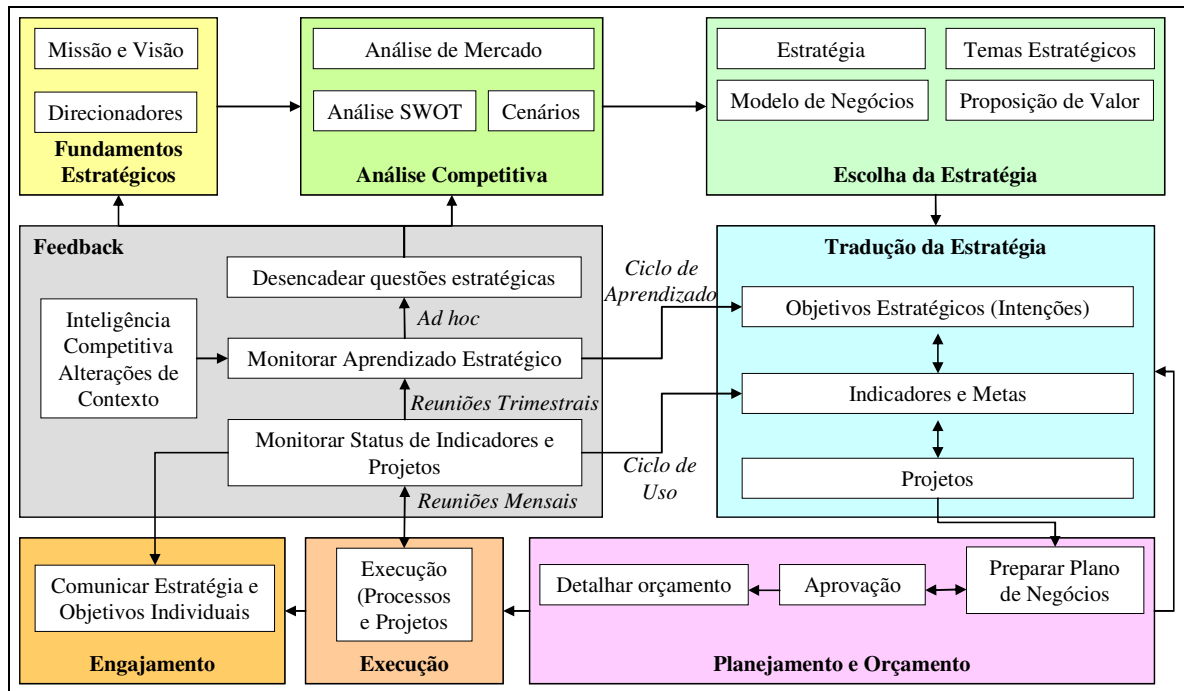 Missão e Visão
Direcionadores
Fundamentos
Estratégicos
Análise de Mercado
Análise SWOT
Cenários
Análise Competitiva
Estratégia
Temas Estratégicos
Modelo de Negócios
Proposição de Valor
Escolha da Estratégia
Feedback
Desencadear questões estratégicas
Ad hoc
Inteligência
Competitiva
Alterações de
Contexto
Monitorar Aprendizado Estratégico
Reuniões Trimestrais
Monitorar Status de Indicadores e
Projetos
Reuniões Mensais
Ciclo de
Aprendizado
Ciclo de
Uso
Tradução da Estratégia
Objetivos Estratégicos (Intenções)
Indicadores e Metas
Projetos
Comunicar Estratégia e
Objetivos Individuais
Engajamento
Execução
(Processos
e Projetos
Execução
Detalhar orçamento
Aprovação
Preparar Plano
de Negócios
Planejamento e Orçamento